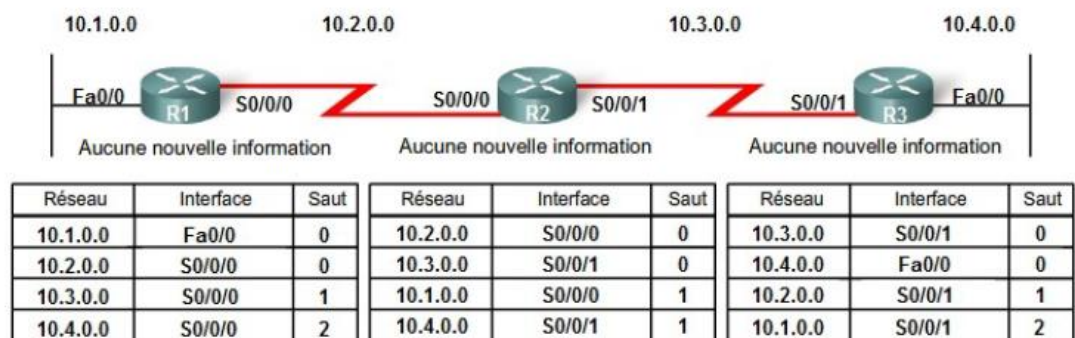 10.1.0.0 10.2.0.0 10.3.0.0 10.4.0.0
Fa0/0 R1 S0/0/0 S0/0/0 R2 S0/0/1 S0/0/1 R3 Fa0/0
Aucune nouvelle information Aucune nouvelle information Aucune nouvelle information
Réseau Interface Saut Réseau Interface Saut Réseau Interface Saut
10.1.0.0 Fa0/0 0 10.2.0.0 S0/0/0 0 10.3.0.0 S0/0/1 0
10.2.0.0 S0/0/0 0 10.3.0.0 S0/0/1 0 10.4.0.0 Fa0/0 0
10.3.0.0 S0/0/0 1 10.1.0.0 S0/0/0 1 10.2.0.0 S0/0/1 1
10.4.0.0 S0/0/0 2 10.4.0.0 S0/0/1 1 10.1.0.0 S0/0/1 2